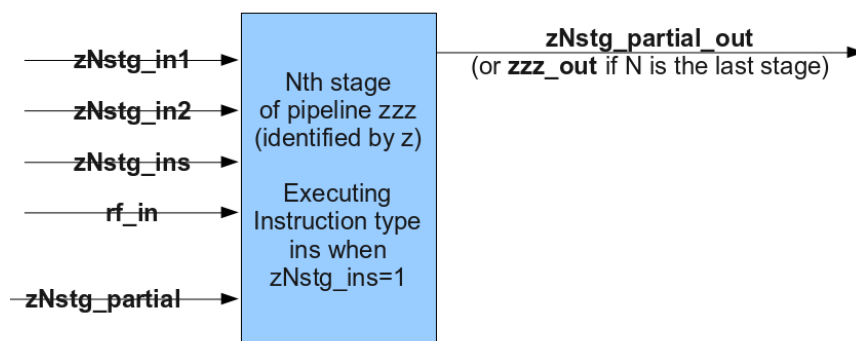 zNstg_in1
zNstg_in2
zNstg_ins
rf_in
zNstg_partial
Nth stage
of pipeline zzz
(identified by z)
Executing
Instruction type
ins when
zNstg_ins=1
zNstg_partial_out
(or zzz_out if N is the last stage)